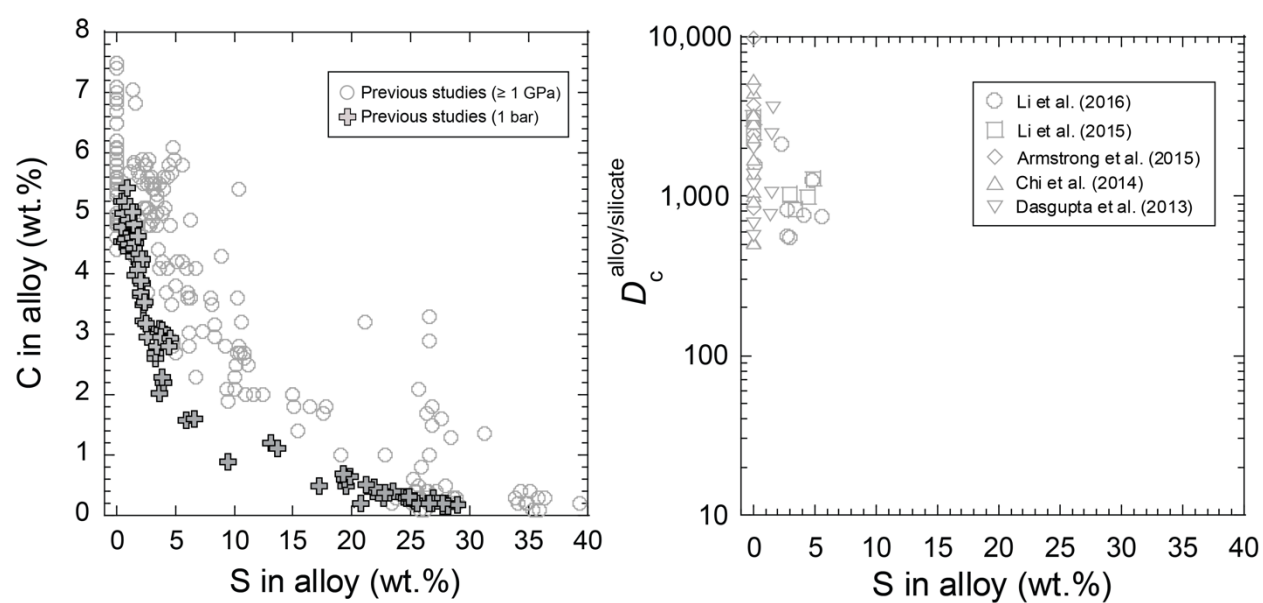 8
7
6
5
4
3
2
1
0
C in alloy (wt.%)
Previous studies (≥ 1 GPa)
Previous studies (1 bar)
0 5 10 15 20 25 30 35 40
S in alloy (wt.%)
10,000
1,000
100
10
D_c^alloy/silicate
Li et al. (2016)
Li et al. (2015)
Armstrong et al. (2015)
Chi et al. (2014)
Dasgupta et al. (2013)
0 5 10 15 20 25 30 35 40
S in alloy (wt.%)